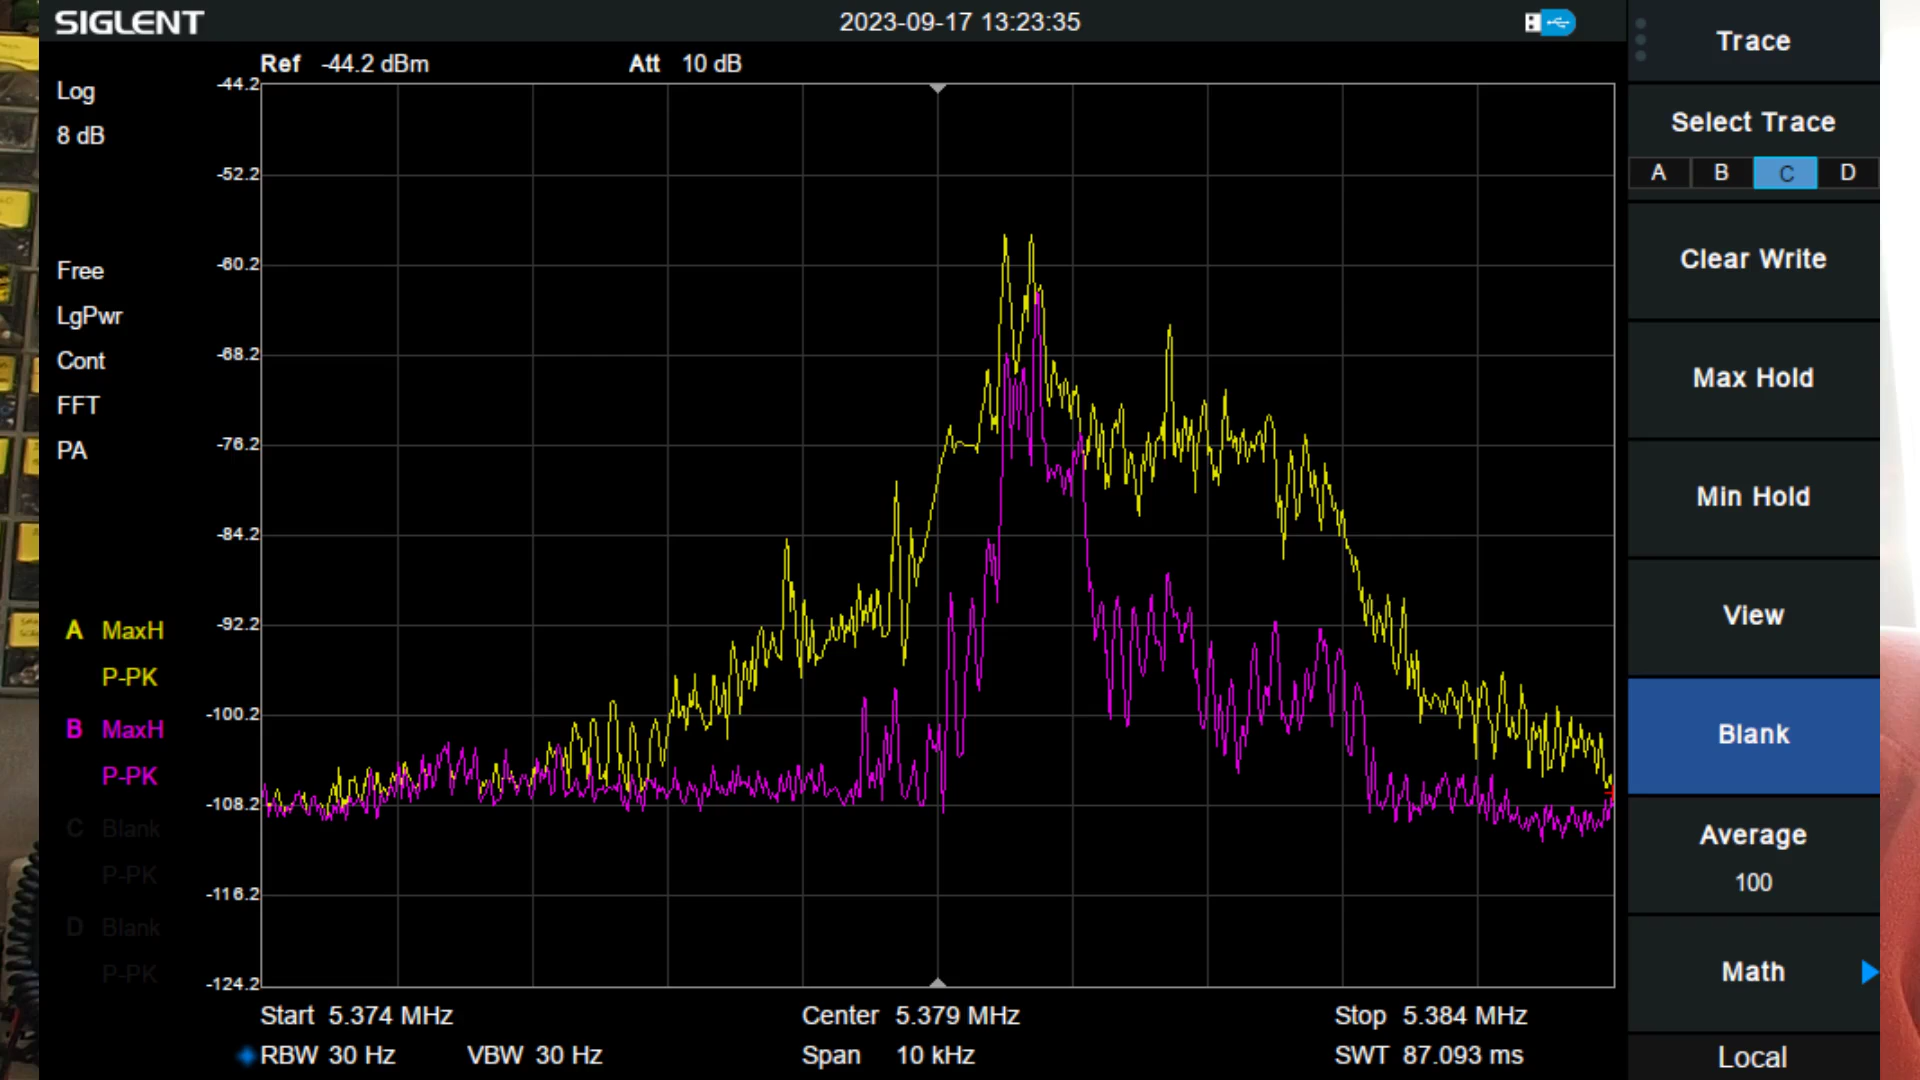 SIGLENT
2023-09-17 13:23:35
Ref -44.2 dBm Att 10 dB
Log
8 dB
Free
LgPwr
Cont
FFT
PA
A MaxH
P-PK
B MaxH
P-PK
C Blank
P-PK
D Blank
P-PK
-44.2
-52.2
-60.2
-68.2
-76.2
-84.2
-92.2
-100.2
-108.2
-116.2
-124.2
Start 5.374 MHz Center 5.379 MHz Stop 5.384 MHz
RBW 30 Hz VBW 30 Hz Span 10 kHz SWT 87.093 ms
Trace
Select Trace
A B C D
Clear Write
Max Hold
Min Hold
View
Blank
Average
100
Math
Local